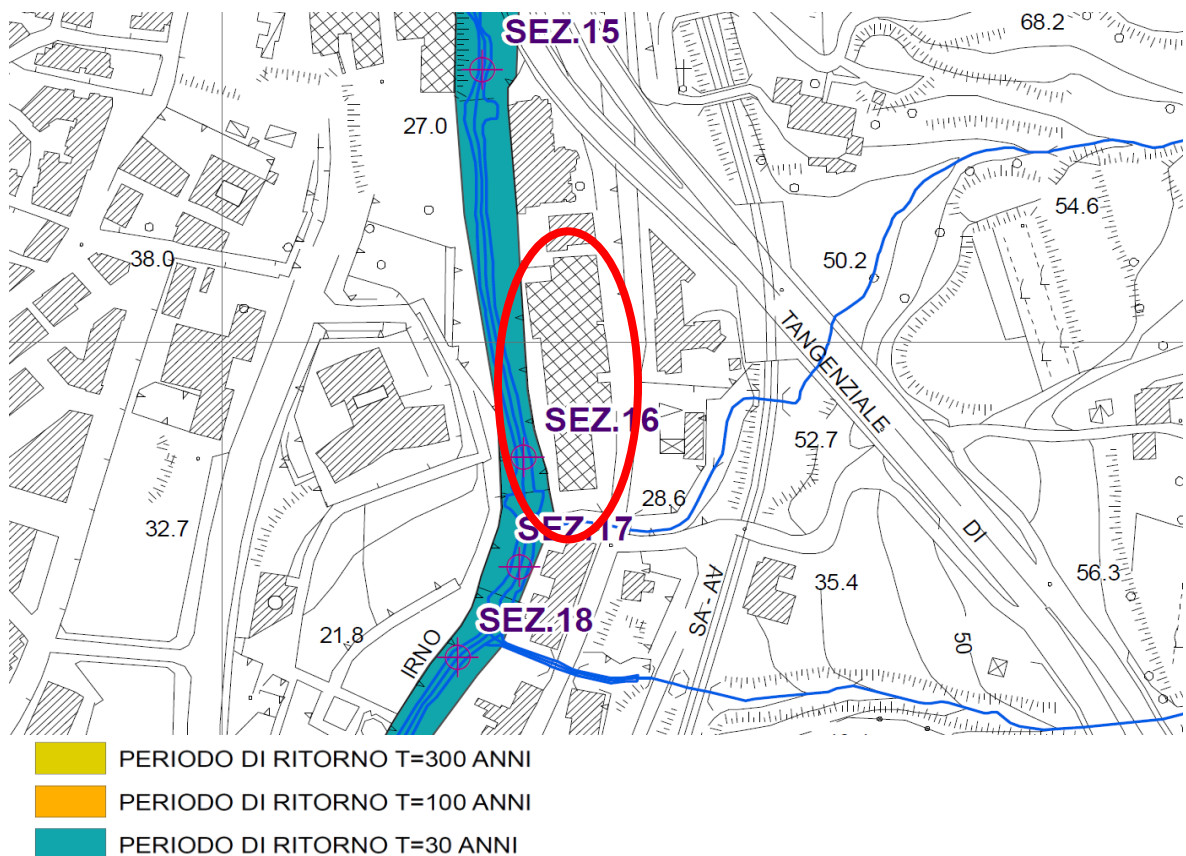 SEZ.15
68.2
27.0
54.6
38.0
50.2
TANGENZIALE
SEZ.16
52.7
28.6
32.7
SEZ.17
DI
56.3
35.4
SA - AV
21.8
SEZ.18
50
IRNO
PERIODO DI RITORNO T=300 ANNI
PERIODO DI RITORNO T=100 ANNI
PERIODO DI RITORNO T=30 ANNI